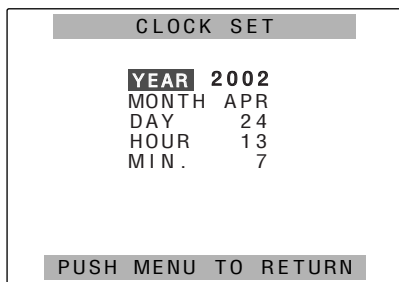 CLOCK SET
YEAR 2002
MONTH APR
DAY 24
HOUR 13
MIN. 7
PUSH MENU TO RETURN